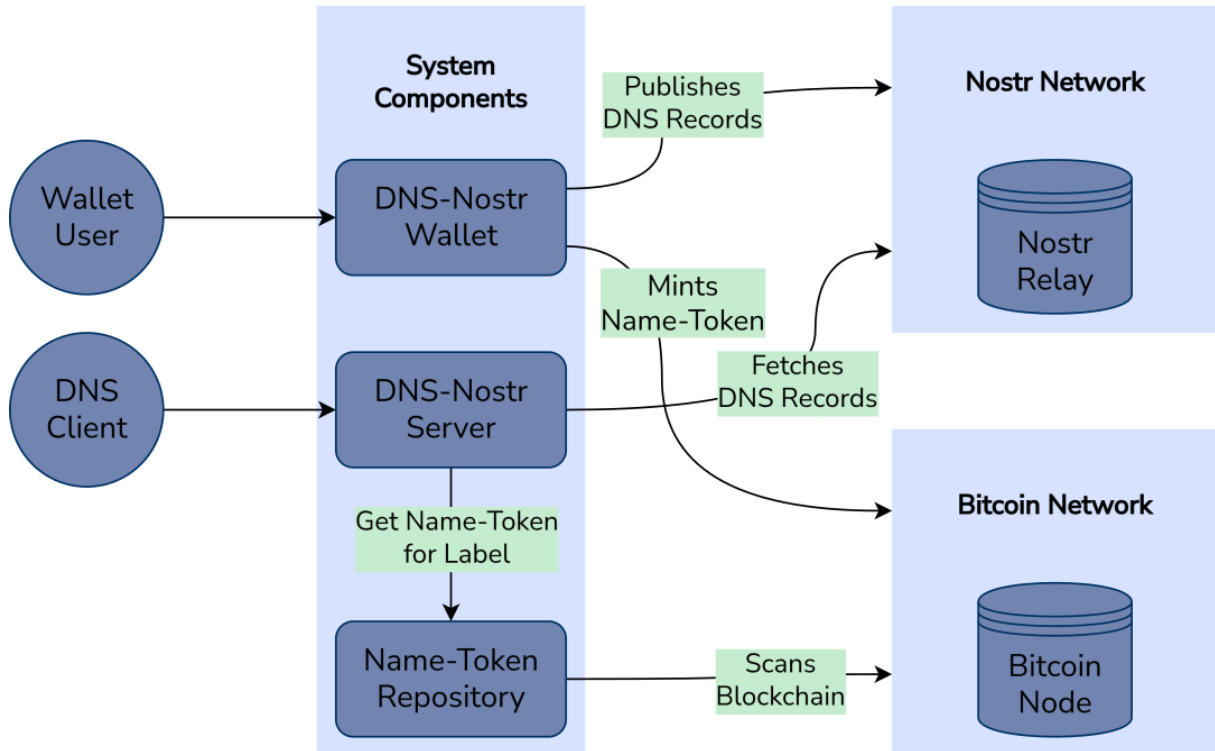 System
Components
Publishes
DNS Records
Nostr Network
Wallet
User
DNS-Nostr
Wallet
Nostr
Relay
Mints
Name-Token
DNS
Client
DNS-Nostr
Server
Fetches
DNS Records
Get Name-Token
for Label
Bitcoin Network
Name-Token
Repository
Scans
Blockchain
Bitcoin
Node